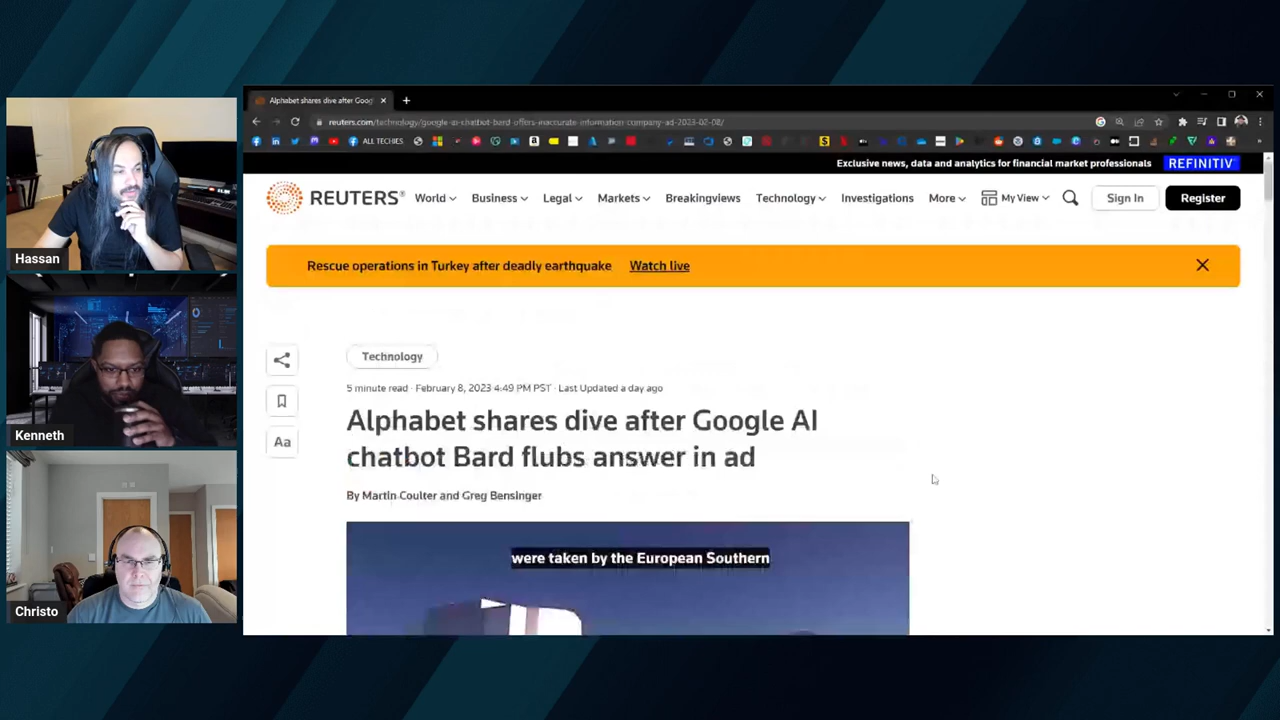 Hassan
Kenneth
Christo
Alphabet shares dive after Goog
reuters.com/technology/google-ai-chatbot-bard-offers-inaccurate-information-company-ad-2023-02-08/
ALL TECHIES
Exclusive news, data and analytics for financial market professionals REFINITIV
REUTERS® World Business Legal Markets Breakingviews Technology Investigations More My View Sign In Register
Rescue operations in Turkey after deadly earthquake Watch live
Technology
5 minute read · February 8, 2023 4:49 PM PST · Last Updated a day ago
Aa
Alphabet shares dive after Google AI
chatbot Bard flubs answer in ad
By Martin Coulter and Greg Bensinger
were taken by the European Southern